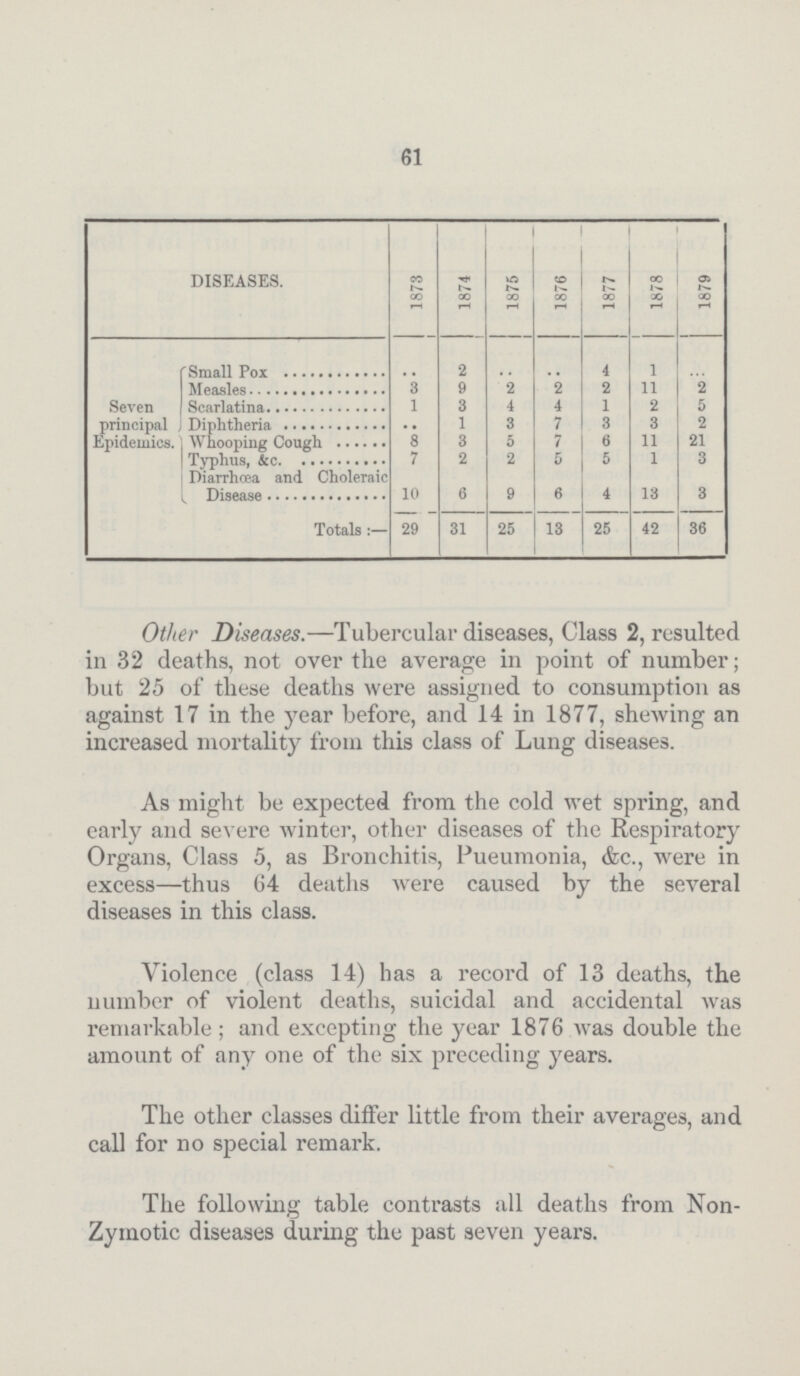 61
DISEASES. 1873 1874 1875 1876 1877 1878 1879
Seven principal Epidemics.
Small Pox ............ .. 2 .. .. 4 1 ...
Measles................ 3 9 2 2 2 11 2
Scarlatina.............. 1 3 4 4 1 2 5
Diphtheria ............ .. 1 3 7 3 3 2
Whooping Cough ...... 8 3 5 7 6 11 21
Typhus, &c. .......... 7 2 2 5 5 1 3
Diarrhœa and Choleraic
Disease.............. 10 6 9 6 4 13 3
Totals :— 29 31 25 13 25 42 36
Other Diseases.—Tubercular diseases, Class 2, resulted
in 32 deaths, not over the average in point of number;
but 25 of these deaths were assigned to consumption as
against 17 in the year before, and 14 in 1877, shewing an
increased mortality from this class of Lung diseases.
As might be expected from the cold wet spring, and
early and severe winter, other diseases of the Respiratory
Organs, Class 5, as Bronchitis, Pueumonia, &c., were in
excess—thus 64 deaths were caused by the several
diseases in this class.
Violence (class 14) has a record of 13 deaths, the
number of violent deaths, suicidal and accidental was
remarkable; and excepting the year 1876 was double the
amount of any one of the six preceding years.
The other classes differ little from their averages, and
call for no special remark.
The following table contrasts all deaths from Non-
Zymotic diseases during the past seven years.